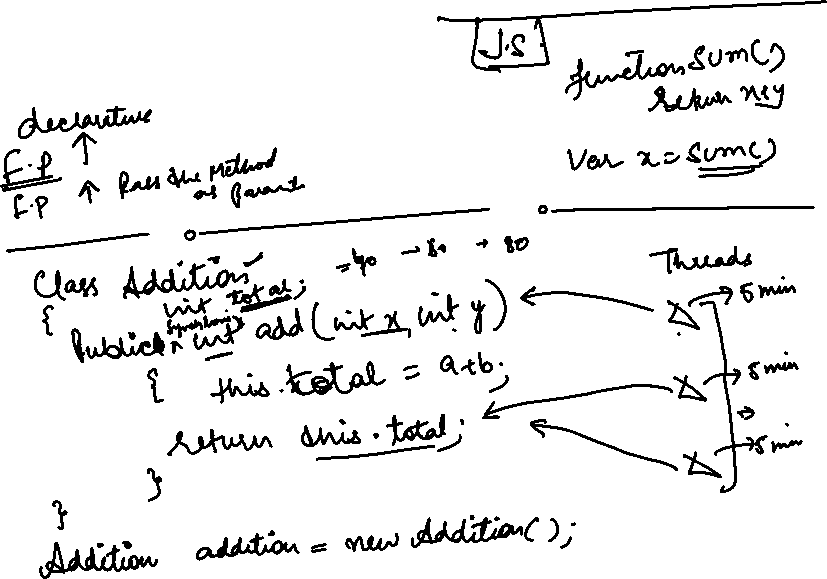 J.S
function sum()
return x+y
Var x = sum()
declarative
F.P
F.P
Pass the Method
as Paramt
Class Addition
int total; = 40 → 80 → 80
{
Public int add(int x, int y)
{ this.total = a+b;
return this.total;
}
}
Addition addition = new Addition();
Threads
5 min
5 min
5 min